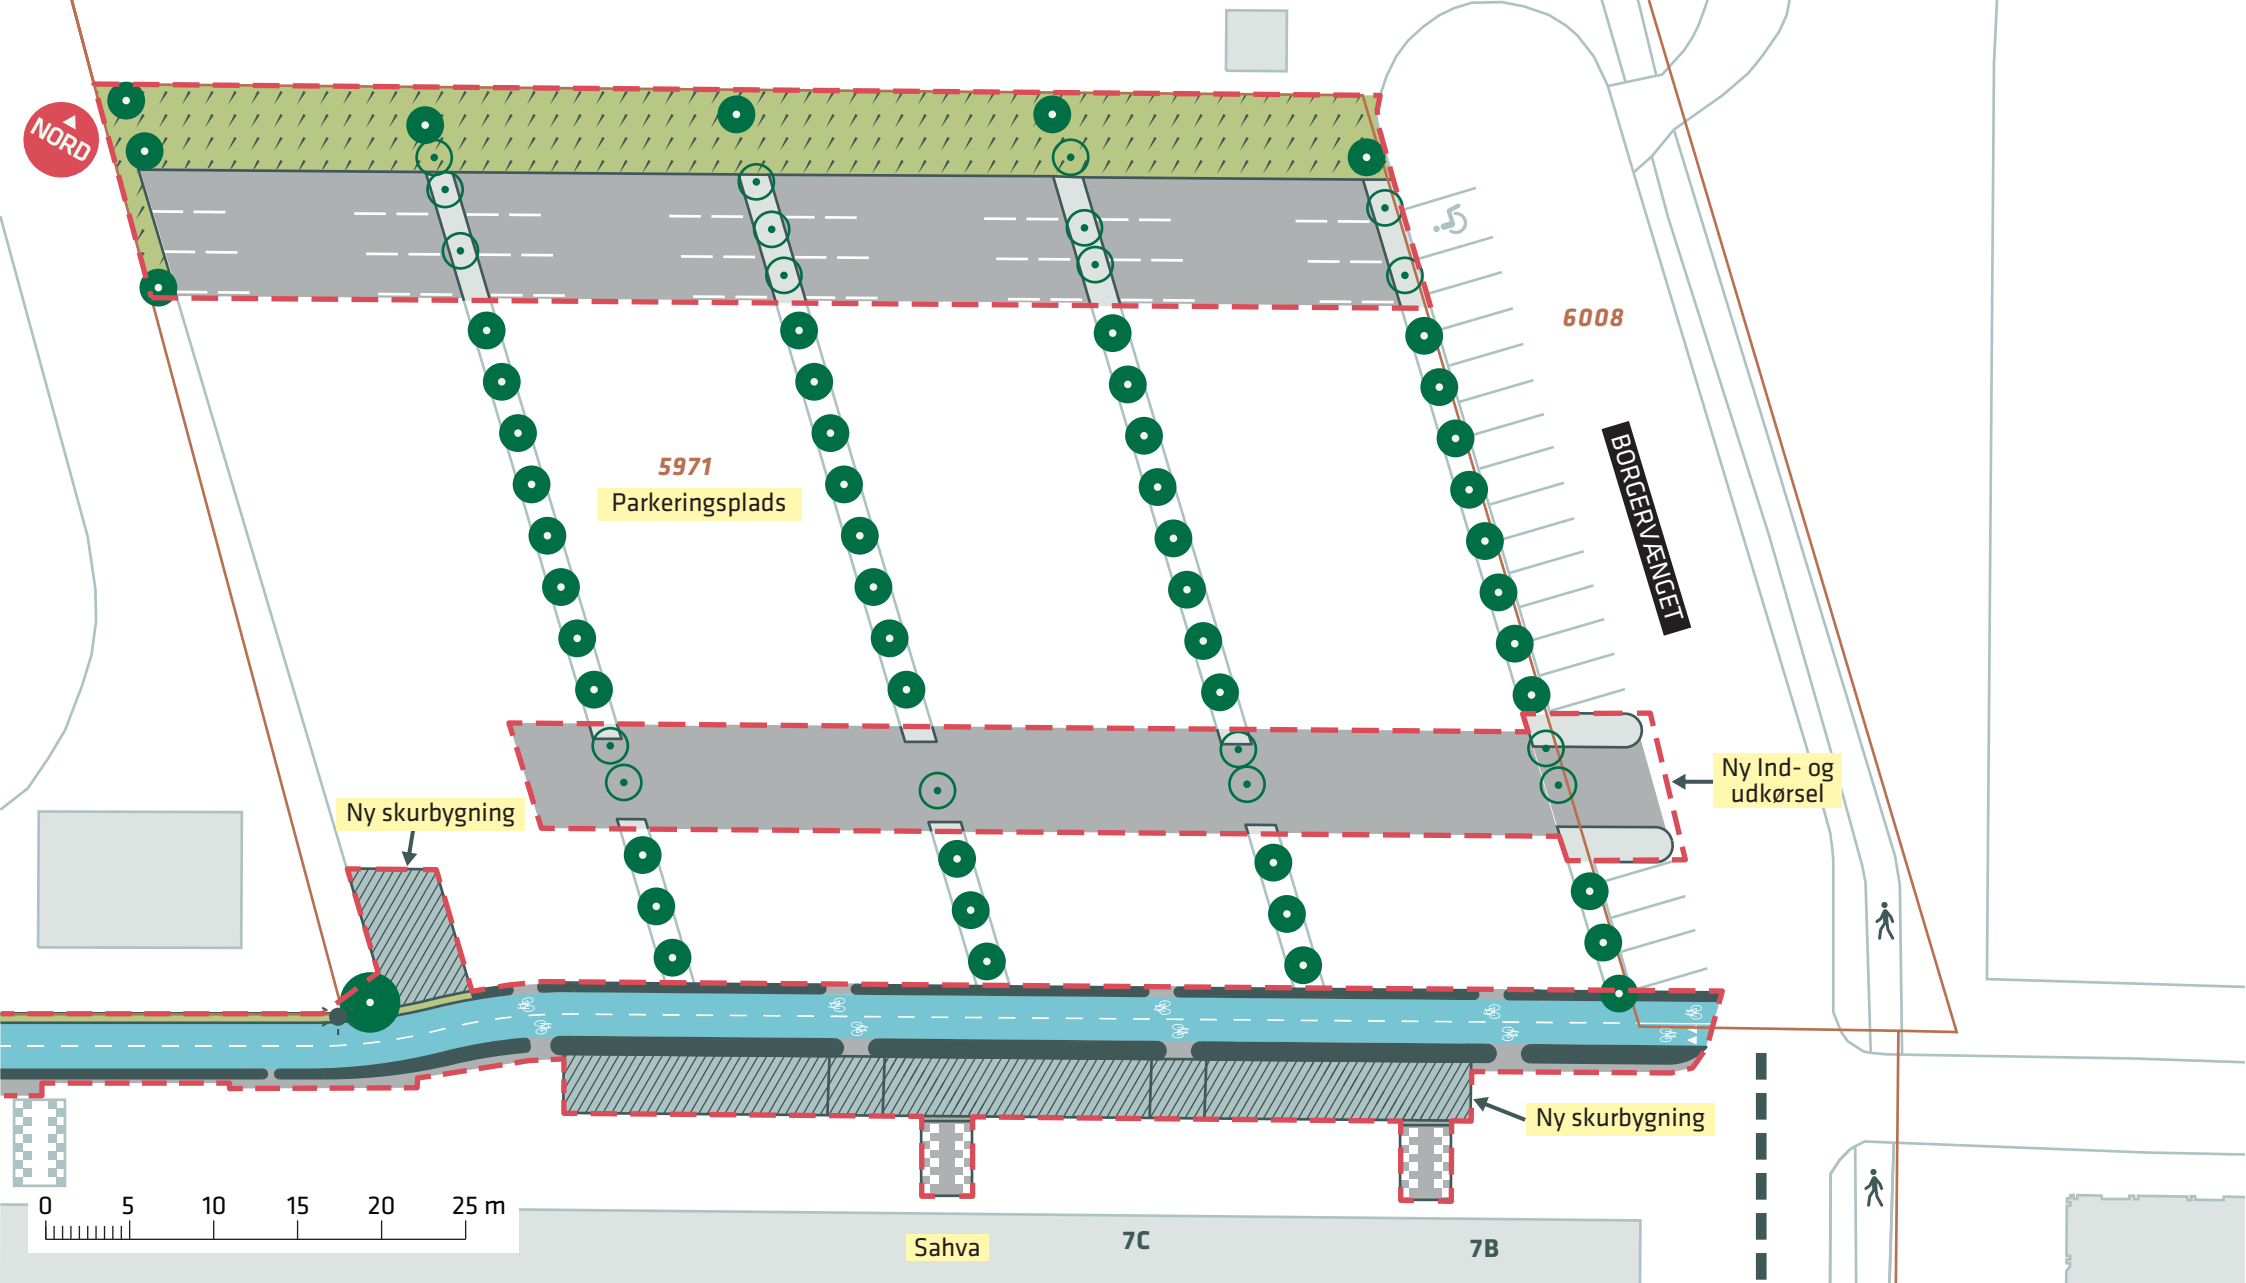 NORD
6008
5971
Parkeringsplads
BORGERVÆNGET
Ny Ind- og
udkørsel
Ny skurbygning
Ny skurbygning
0 5 10 15 20 25 m
Sahva
7C
7B